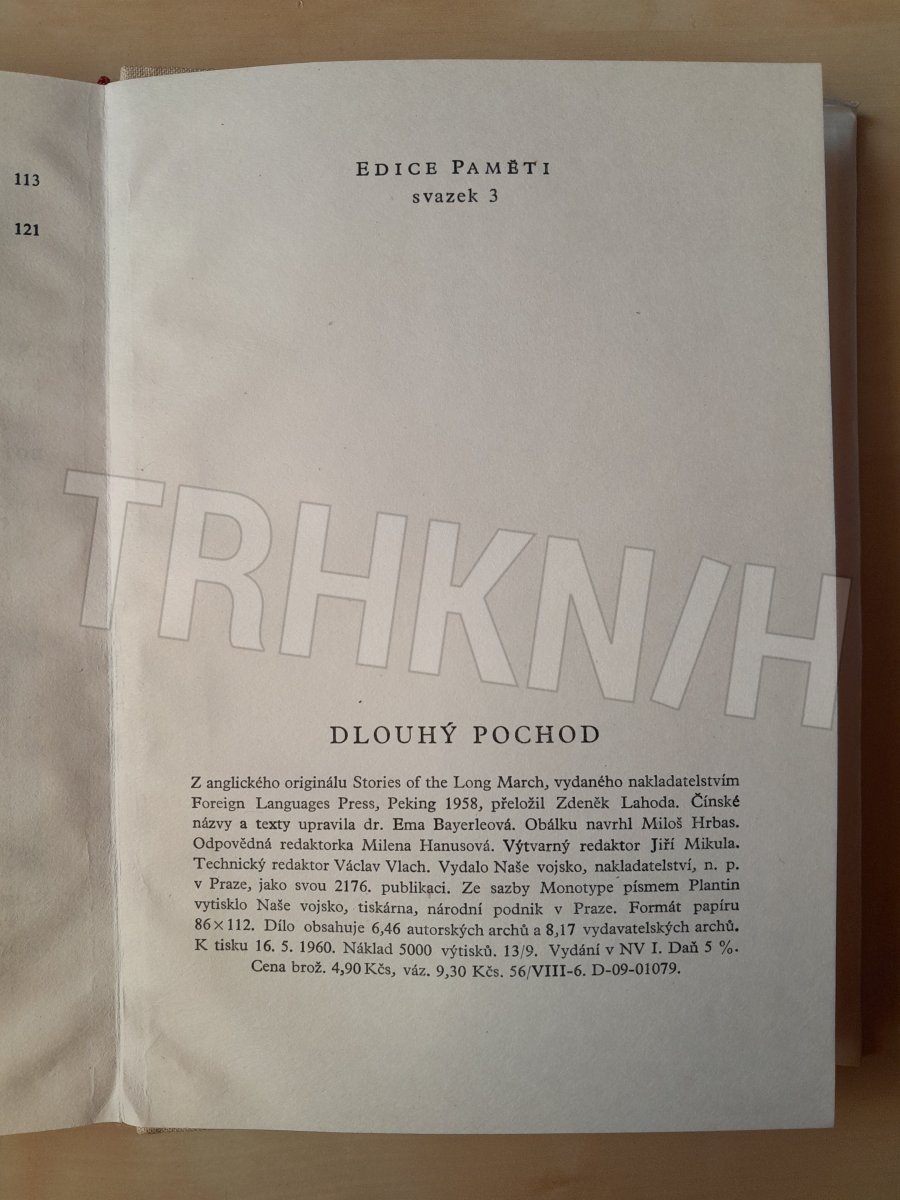 113
121
EDICE PAMĚTI
svazek 3
TRHKN/H
DLOUHÝ POCHOD
Z anglického originálu Stories of the Long March, vydaného nakladatelstvím
Foreign Languages Press, Peking 1958, přeložil Zdeněk Lahoda. Čínské
názvy a texty upravila dr. Ema Bayerleová. Obálku navrhl Miloš Hrbas.
Odpovědná redaktorka Milena Hanusová. Výtvarný redaktor Jiří Mikula.
Technický redaktor Václav Vlach. Vydalo Naše vojsko, nakladatelství, n. p.
v Praze, jako svou 2176. publikaci. Ze sazby Monotype písmem Plantin
vytisklo Naše vojsko, tiskárna, národní podnik v Praze. Formát papíru
86×112. Dílo obsahuje 6,46 autorských archů a 8,17 vydavatelských archů.
K tisku 16. 5. 1960. Náklad 5000 výtisků. 13/9. Vydání v NV I. Daň 5 %.
Cena brož. 4,90 Kčs, váz. 9,30 Kčs. 56/VIII-6. D-09-01079.